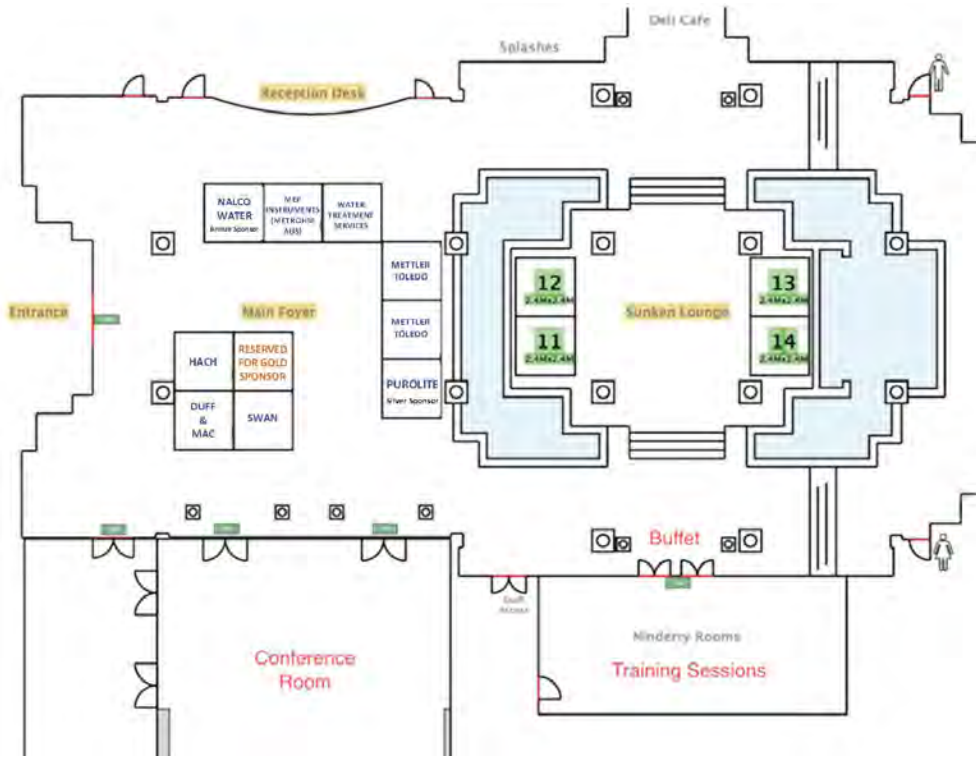 Deli Cafe
Splashes
Reception Desk
NALCO
WATER
Sponsor
MEP
INSTRUMENTS
(METROHM
AUS)
WATER
TREATMENT
SERVICES
METTLER
TOLEDO
12
2.4Mx2.4M
13
2.4Mx2.4M
Entrance
Main Foyer
METTLER
TOLEDO
Sunken Lounge
11
2.4Mx2.4M
14
2.4Mx2.4M
HACH
RESERVED
FOR GOLD
SPONSOR
PUROLITE
Silver Sponsor
DUFF
&
MAC
SWAN
Buffet
Staff
Access
Ninderry Rooms
Conference
Room
Training Sessions